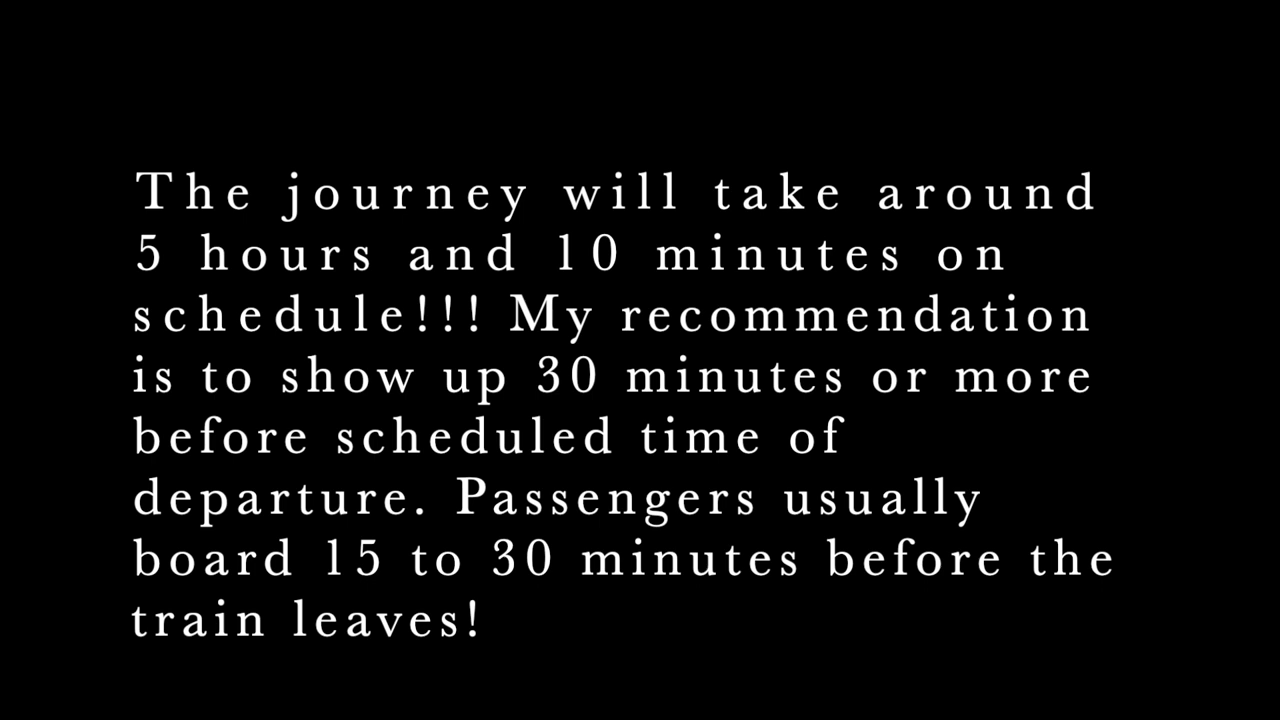 The journey will take around
5 hours and 10 minutes on
schedule!!! My recommendation
is to show up 30 minutes or more
before scheduled time of
departure. Passengers usually
board 15 to 30 minutes before the
train leaves!